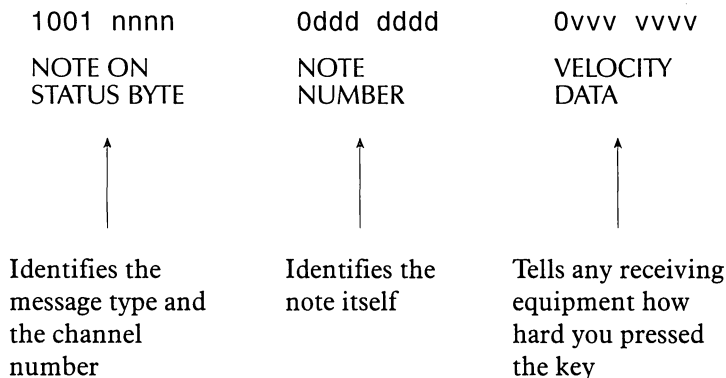 1001 nnnn
NOTE ON
STATUS BYTE
Identifies the
message type and
the channel
number
0ddd dddd
NOTE
NUMBER
Identifies the
note itself
0vvv vvvv
VELOCITY
DATA
Tells any receiving
equipment how
hard you pressed
the key